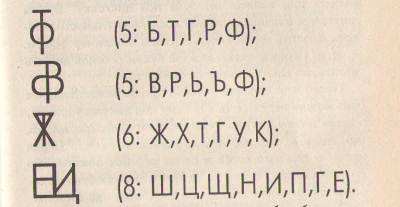 (5: Б,Т,Г,Р,Ф);
(5: В,Р,Ь,Ъ,Ф);
(6: Ж,Х,Т,Г,У,К);
(8: Ш,Ц,Щ,Н,И,П,Г,Е).